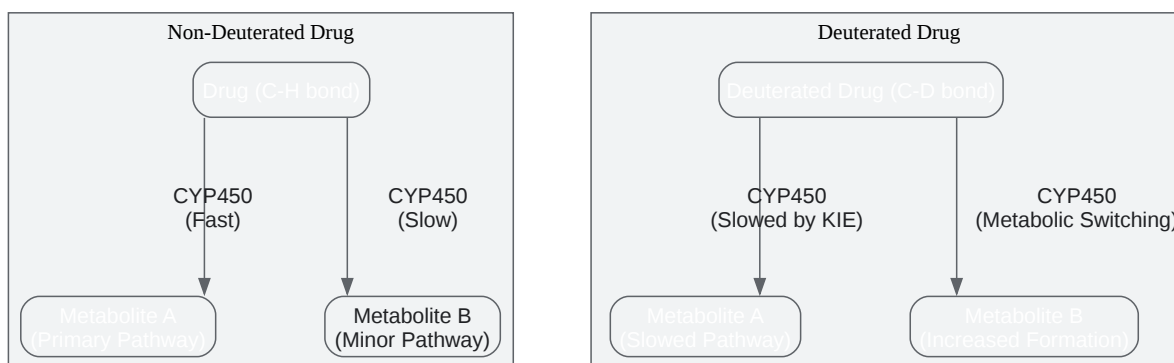 Non-Deuterated Drug
Drug (C-H bond)
CYP450
(Fast)
CYP450
(Slow)
Metabolite A
(Primary Pathway)
Metabolite B
(Minor Pathway)
Deuterated Drug
Deuterated Drug (C-D bond)
CYP450
(Slowed by KIE)
CYP450
(Metabolic Switching)
Metabolite A
(Slowed Pathway)
Metabolite B
(Increased Formation)